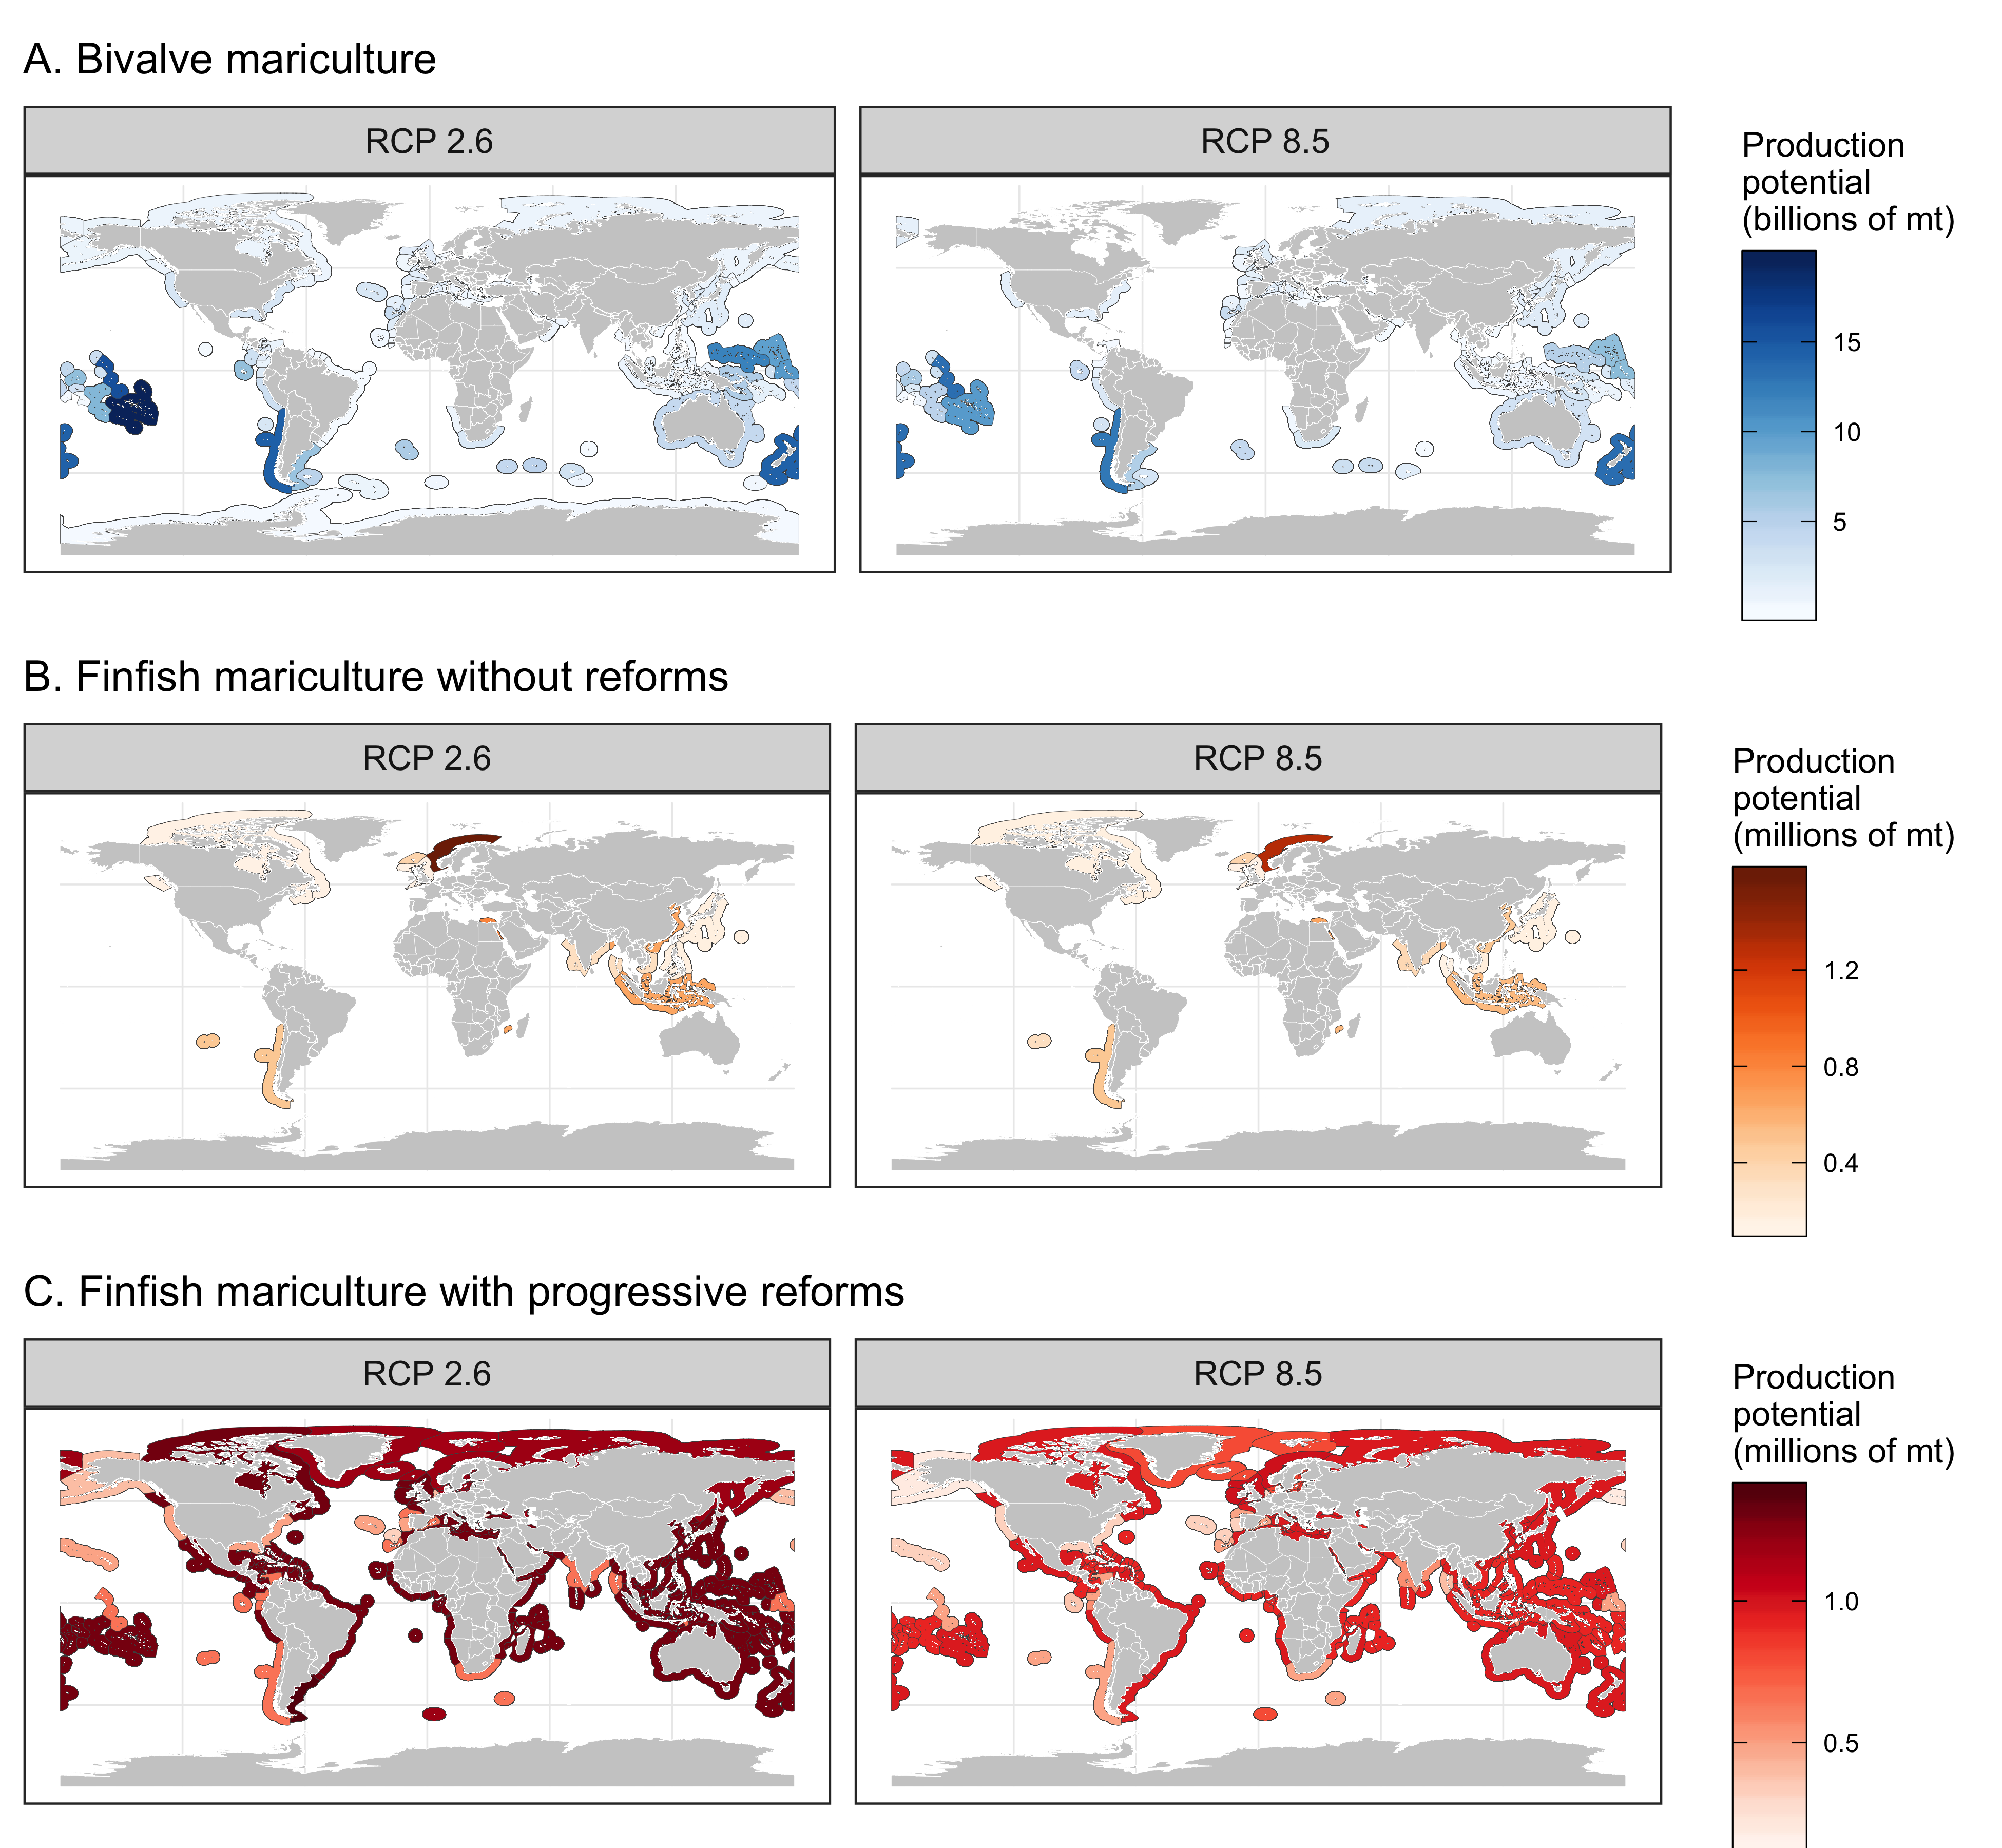 A. Bivalve mariculture
RCP 2.6
RCP 8.5
Production
potential
(billions of mt)
15
10
5
B. Finfish mariculture without reforms
RCP 2.6
RCP 8.5
Production
potential
(millions of mt)
1.2
0.8
0.4
C. Finfish mariculture with progressive reforms
RCP 2.6
RCP 8.5
Production
potential
(millions of mt)
1.0
0.5